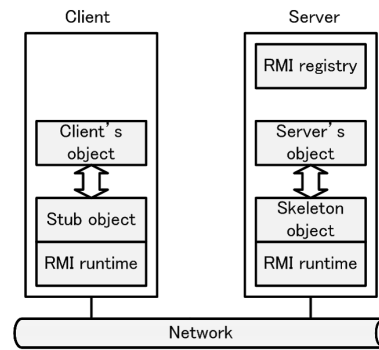 Client
Server
RMI registry
Client's
object
Server's
object
Stub object
Skeleton
object
RMI runtime
RMI runtime
Network